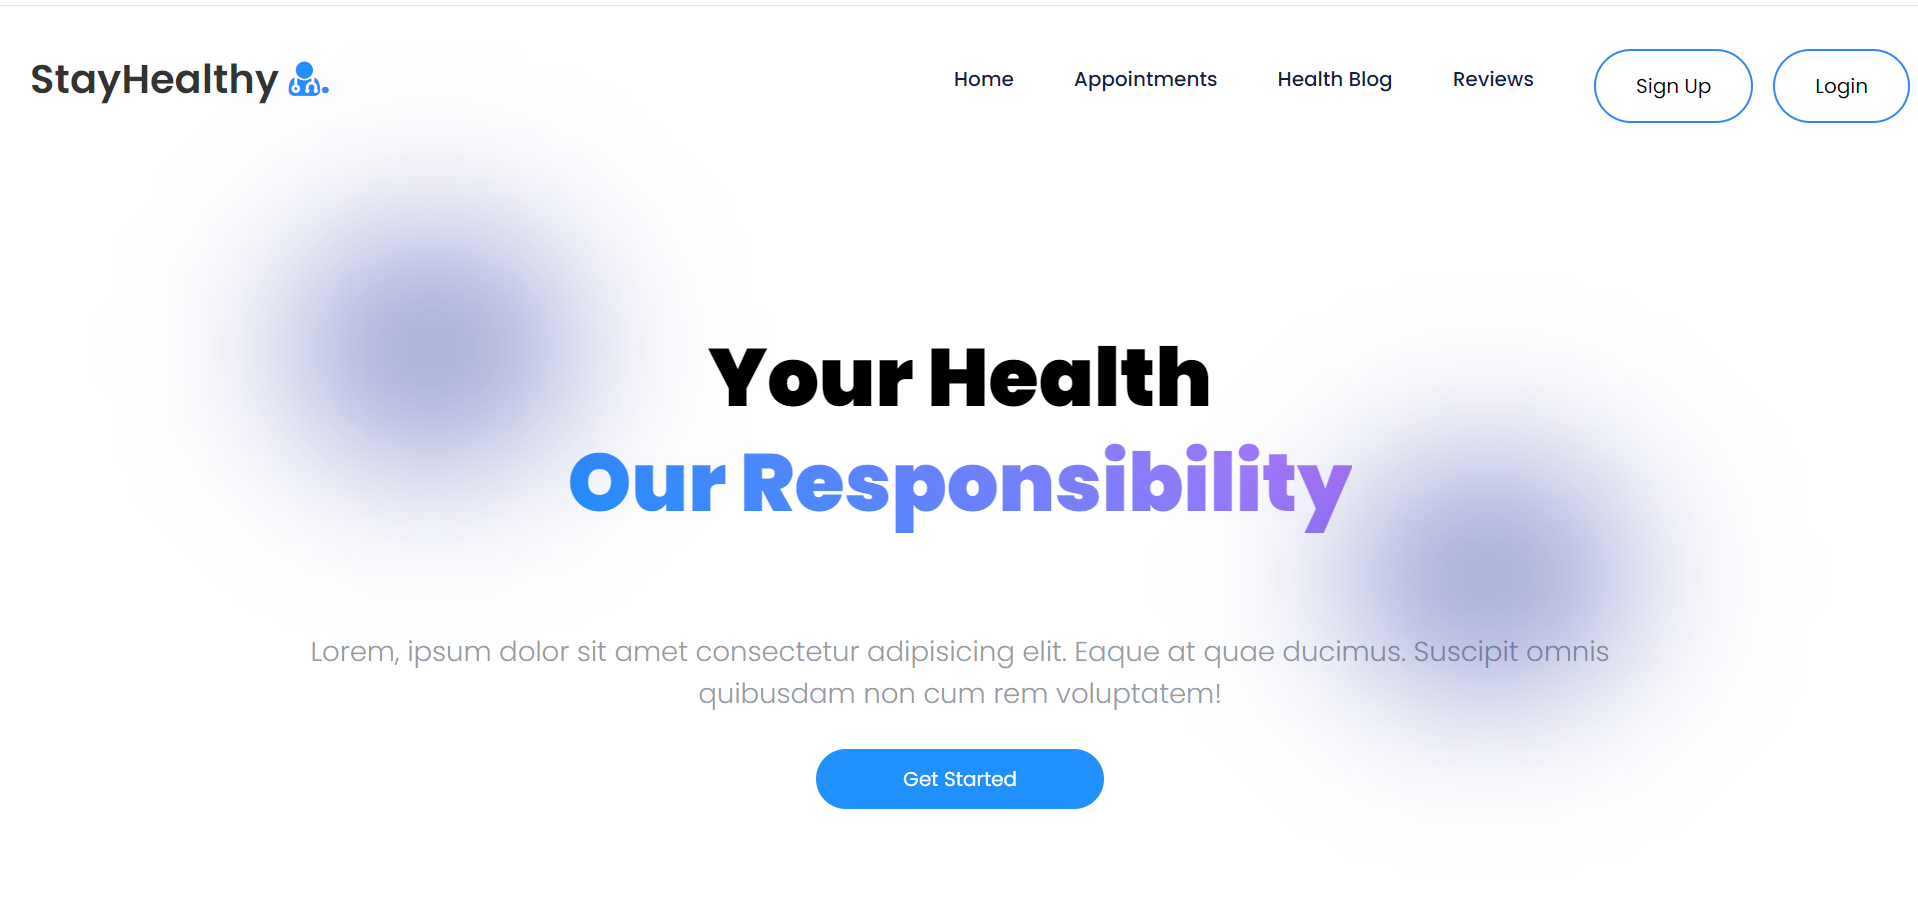 StayHealthy
Home Appointments Health Blog Reviews Sign Up Login
Your Health
Our Responsibility
Lorem, ipsum dolor sit amet consectetur adipisicing elit. Eaque at quae ducimus. Suscipit omnis
quibusdam non cum rem voluptatem!
Get Started